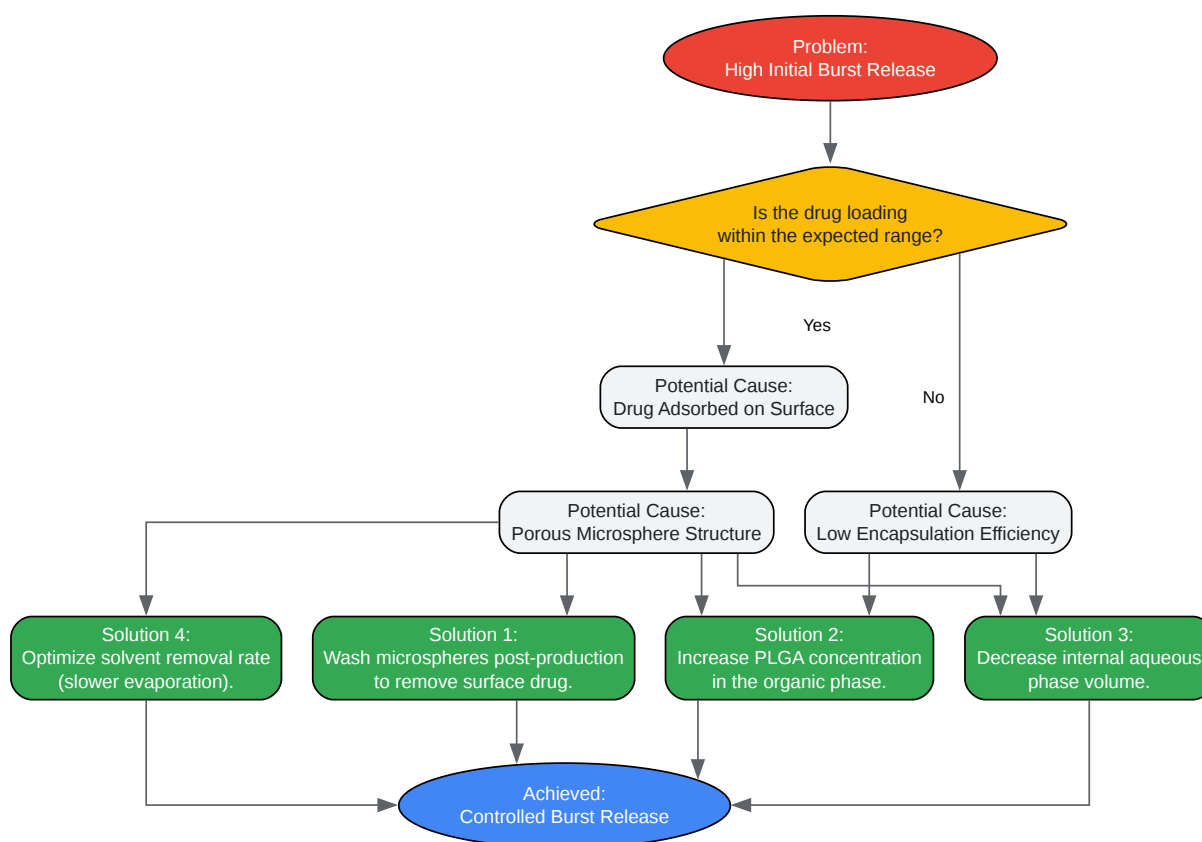 Problem:
High Initial Burst Release
Is the drug loading
within the expected range?
Yes
Potential Cause:
Drug Adsorbed on Surface
No
Potential Cause:
Porous Microsphere Structure
Potential Cause:
Low Encapsulation Efficiency
Solution 4:
Optimize solvent removal rate
(slower evaporation).
Solution 1:
Wash microspheres post-production
to remove surface drug.
Solution 2:
Increase PLGA concentration
in the organic phase.
Solution 3:
Decrease internal aqueous
phase volume.
Achieved:
Controlled Burst Release